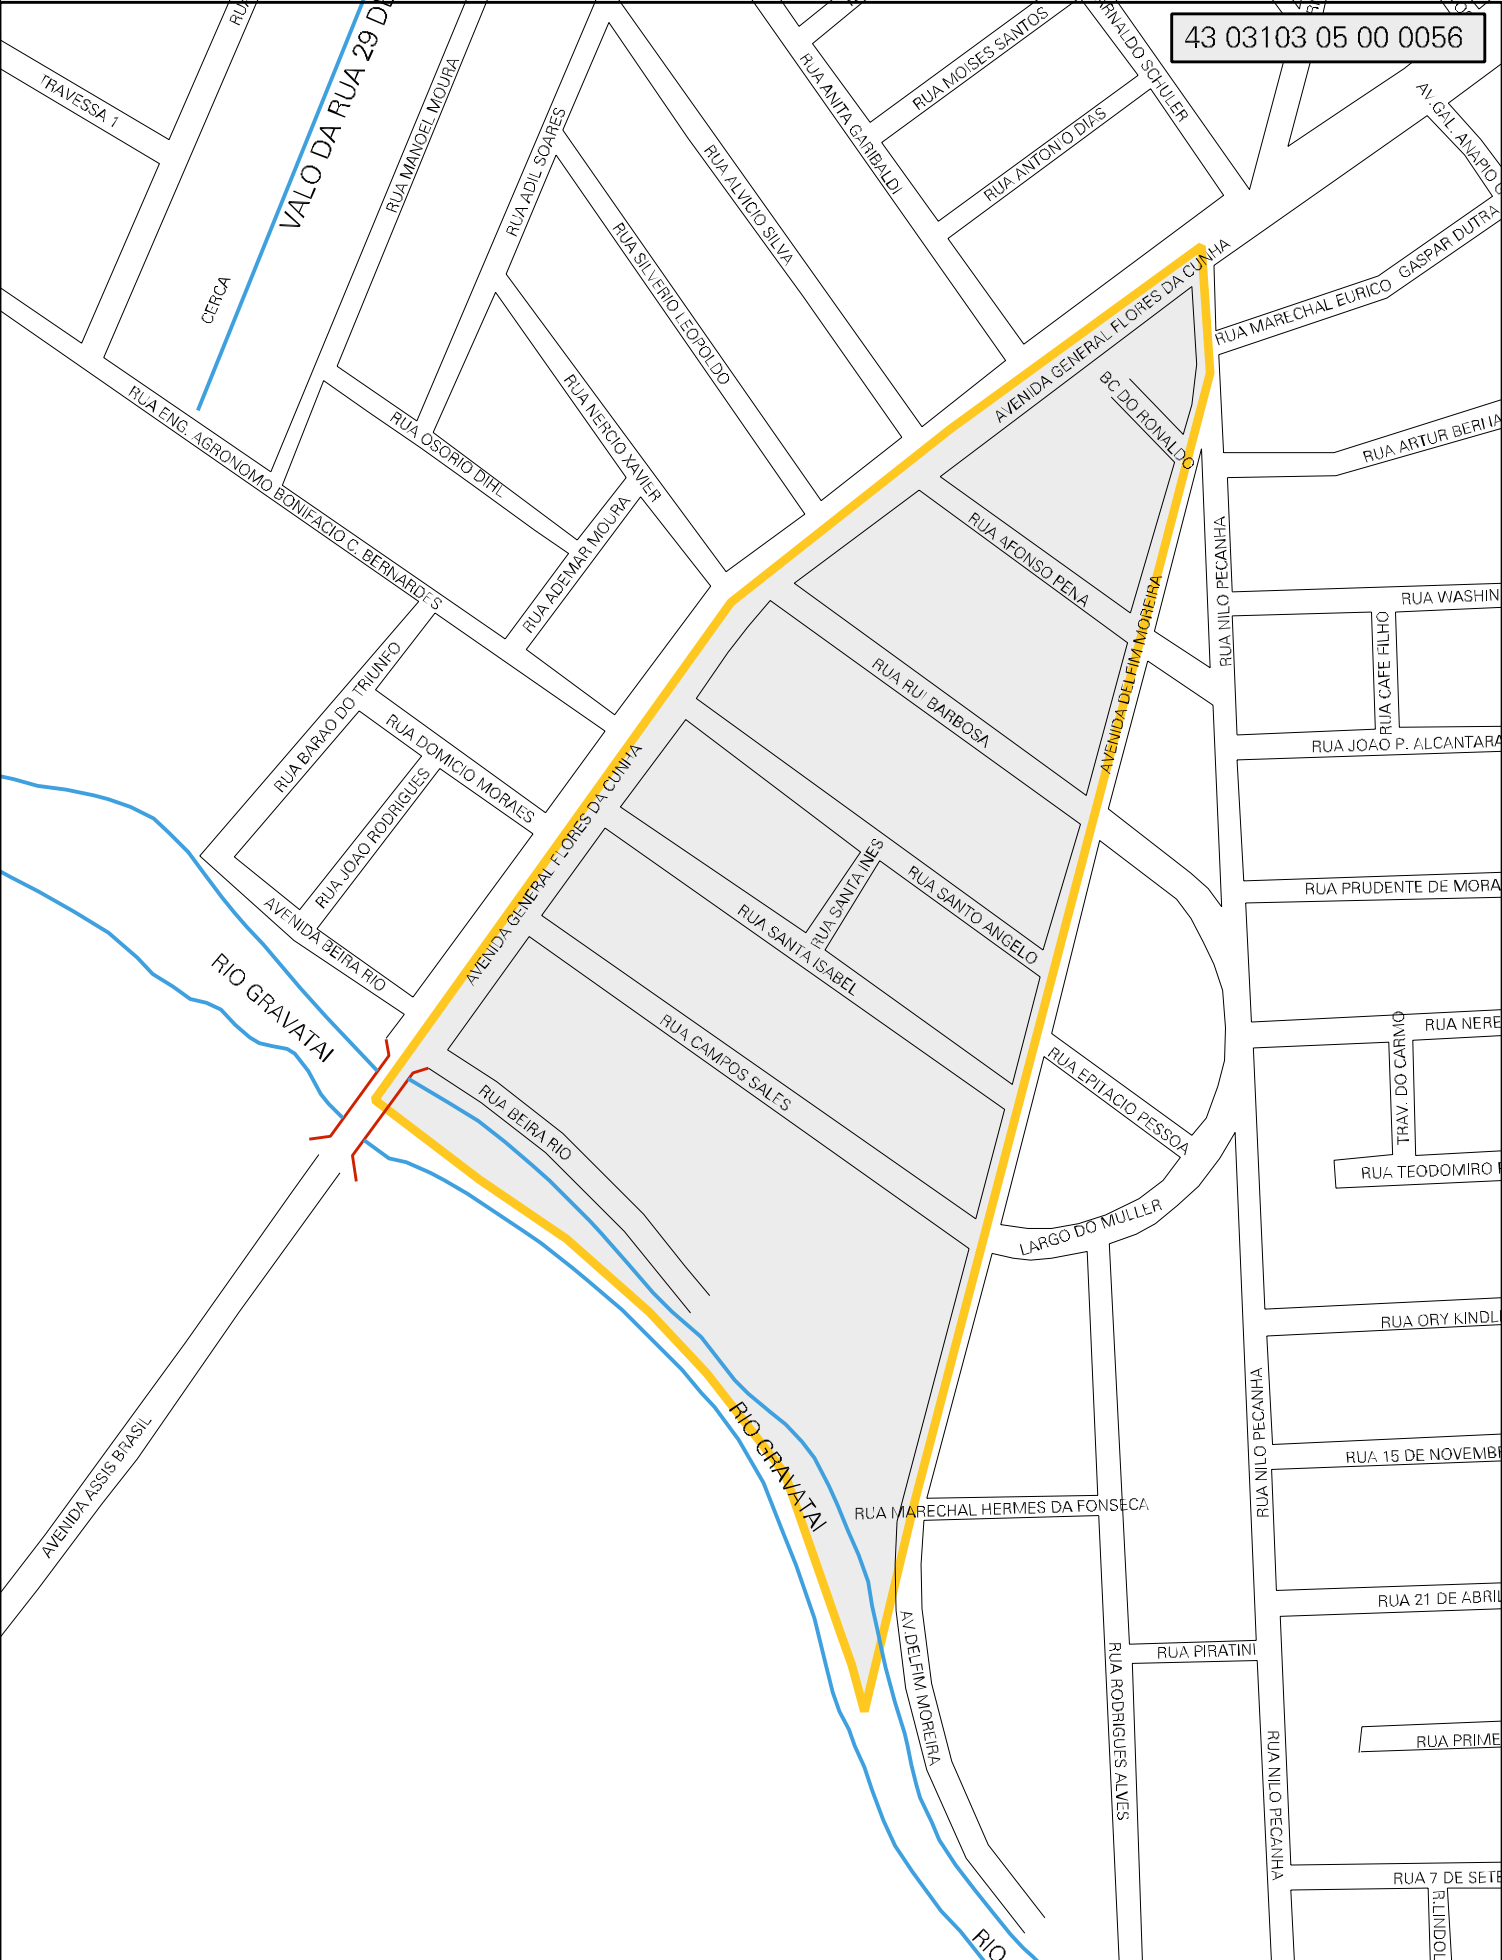 43 03103 05 00 0056
TRAVESSA 1
VALO DA RUA 29 DE
CERCA
RUA MANOEL MOURA
RUA ADIL SOARES
RUA ALVICIO SILVA
RUA SILVERIO LEOPOLDO
RUA ANITA GARIBALDI
RUA MOISES SANTOS
RUA ANTONIO DIAS
ARNALDO SCHULER
AV. GAL. ANAPIO
RUA MARECHAL EURICO GASPAR DUTRA
AVENIDA GENERAL FLORES DA CUNHA
BC. DO RONALDO
RUA ARTUR BERNA
RUA ENG. AGRONOMO BONIFACIO C. BERNARDES
RUA OSORIO DIHL
RUA NERCIO XAVIER
RUA ADEMAR MOURA
RUA AFONSO PENA
RUA NILO PECANHA
AVENIDA DELFIM MOREIRA
RUA WASHIN
RUA CAFE FILHO
RUA JOAO P. ALCANTARA
RUA RUI BARBOSA
RUA BARAO DO TRIUNFO
RUA DOMICIO MORAES
RUA JOAO RODRIGUES
AVENIDA BEIRA RIO
AVENIDA GENERAL FLORES DA CUNHA
RUA SANTA INES
RUA SANTO ANGELO
RUA SANTA ISABEL
RUA PRUDENTE DE MORA
RIO GRAVATAI
RUA CAMPOS SALES
RUA BEIRA RIO
RUA EPITACIO PESSOA
RUA NERE
TRAV. DO CARMO
RUA TEODOMIRO
LARGO DO MULLER
RUA ORY KINDL
RUA NILO PECANHA
RIO GRAVATAI
RUA 15 DE NOVEMB
AVENIDA ASSIS BRASIL
RUA MARECHAL HERMES DA FONSECA
RUA 21 DE ABRIL
AV. DELFIM MOREIRA
RUA RODRIGUES ALVES
RUA PIRATINI
RUA PRIME
RUA NILO PECANHA
RUA 7 DE SETE
R.LINDOL
RIO